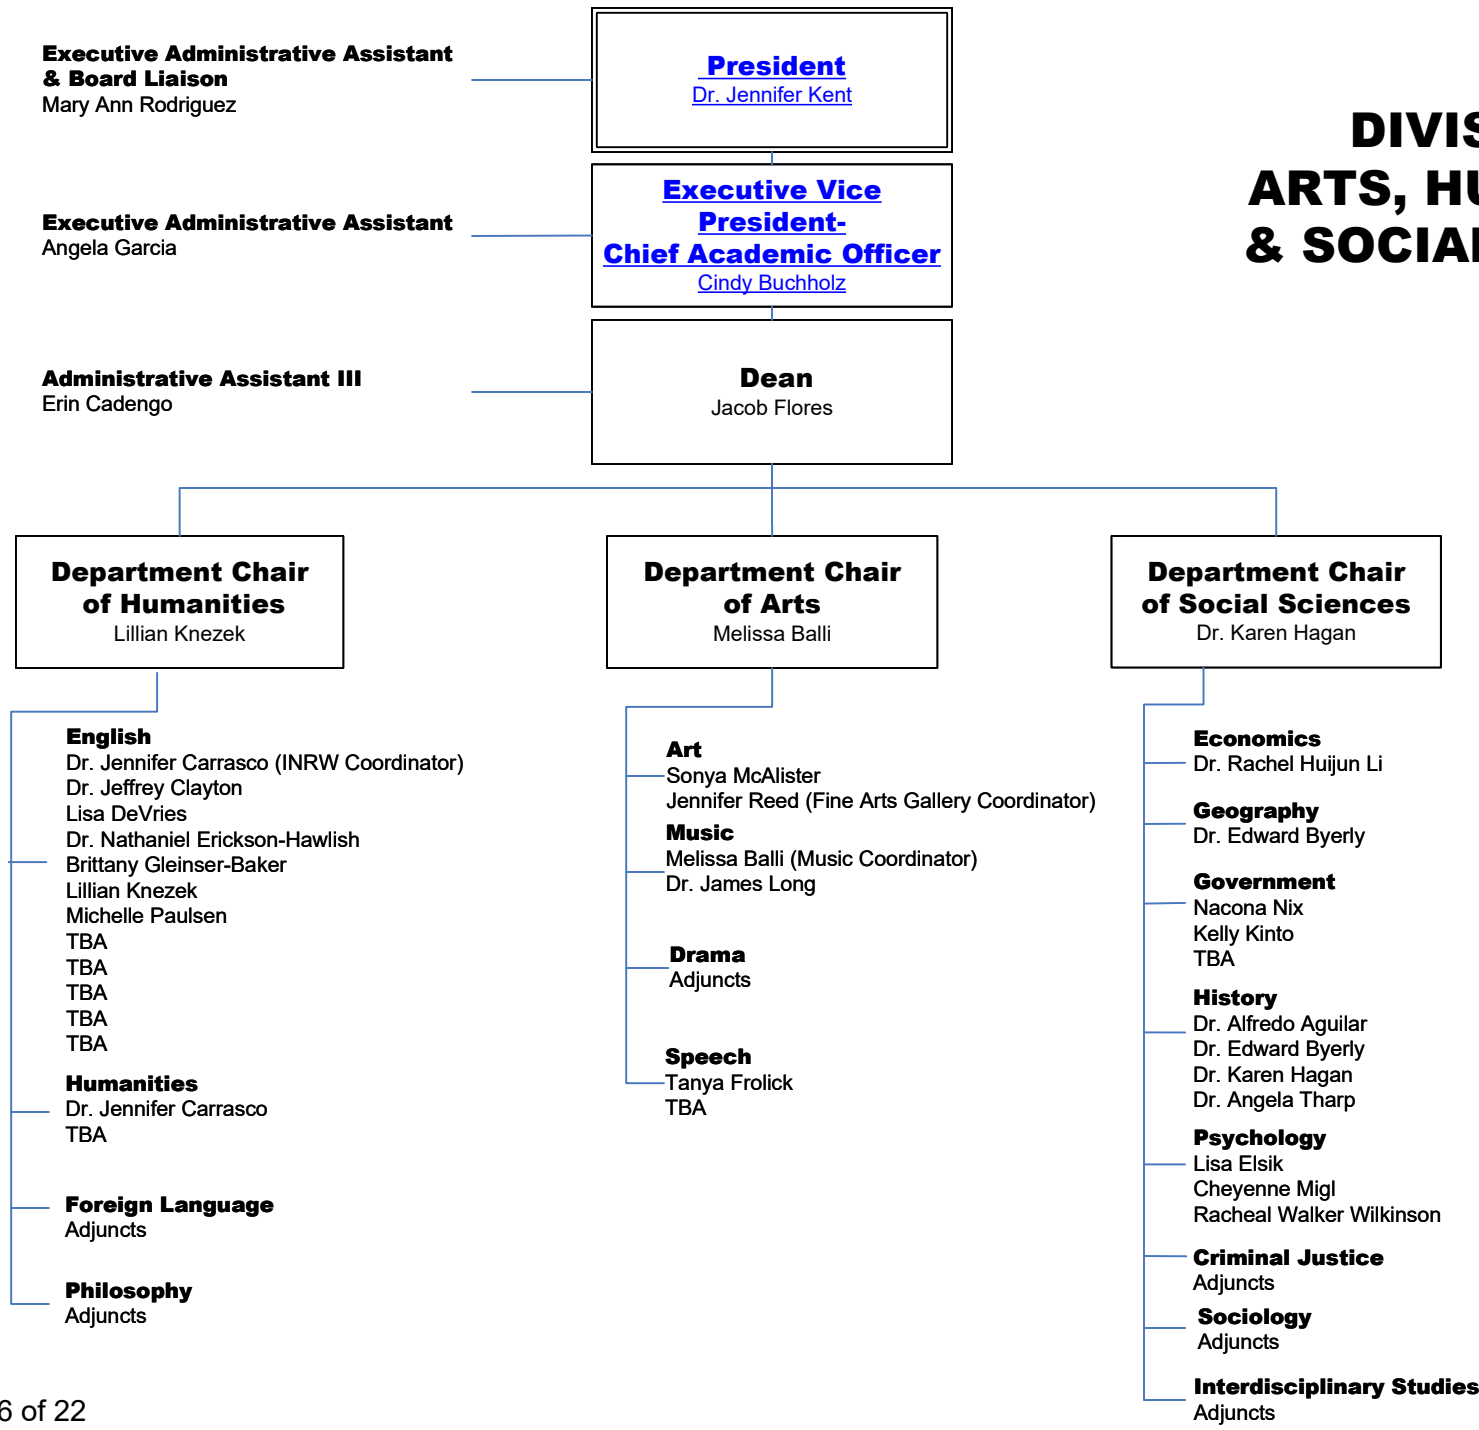 Executive Administrative Assistant
& Board Liaison
Mary Ann Rodriguez
President
Dr. Jennifer Kent
ARTS,
&
Executive Administrative Assistant
Angela Garcia
Executive Vice
President-
Chief Academic Officer
Cindy Buchholz
Administrative Assistant III
Erin Cadengo
Dean
Jacob Flores
Department Chair
of Humanities
Lillian Knezek
Department Chair
of Arts
Melissa Balli
Department Chair
of Social Sciences
Dr. Karen Hagan
English
Dr. Jennifer Carrasco (INRW Coordinator)
Dr. Jeffrey Clayton
Lisa DeVries
Dr. Nathaniel Erickson-Hawlish
Brittany Gleinser-Baker
Lillian Knezek
Michelle Paulsen
TBA
TBA
TBA
TBA
TBA
Humanities
Dr. Jennifer Carrasco
TBA
Foreign Language
Adjuncts
Philosophy
Adjuncts
Art
Sonya McAlister
Jennifer Reed (Fine Arts Gallery Coordinator)
Music
Melissa Balli (Music Coordinator)
Dr. James Long
Drama
Adjuncts
Speech
Tanya Frolick
TBA
Economics
Dr. Rachel Huijun Li
Geography
Dr. Edward Byerly
Government
Nacona Nix
Kelly Kinto
TBA
History
Dr. Alfredo Aguilar
Dr. Edward Byerly
Dr. Karen Hagan
Dr. Angela Tharp
Psychology
Lisa Elsik
Cheyenne Migl
Racheal Walker Wilkinson
Criminal Justice
Adjuncts
Sociology
Adjuncts
Interdisciplinary Studies
Adjuncts
6 of 22